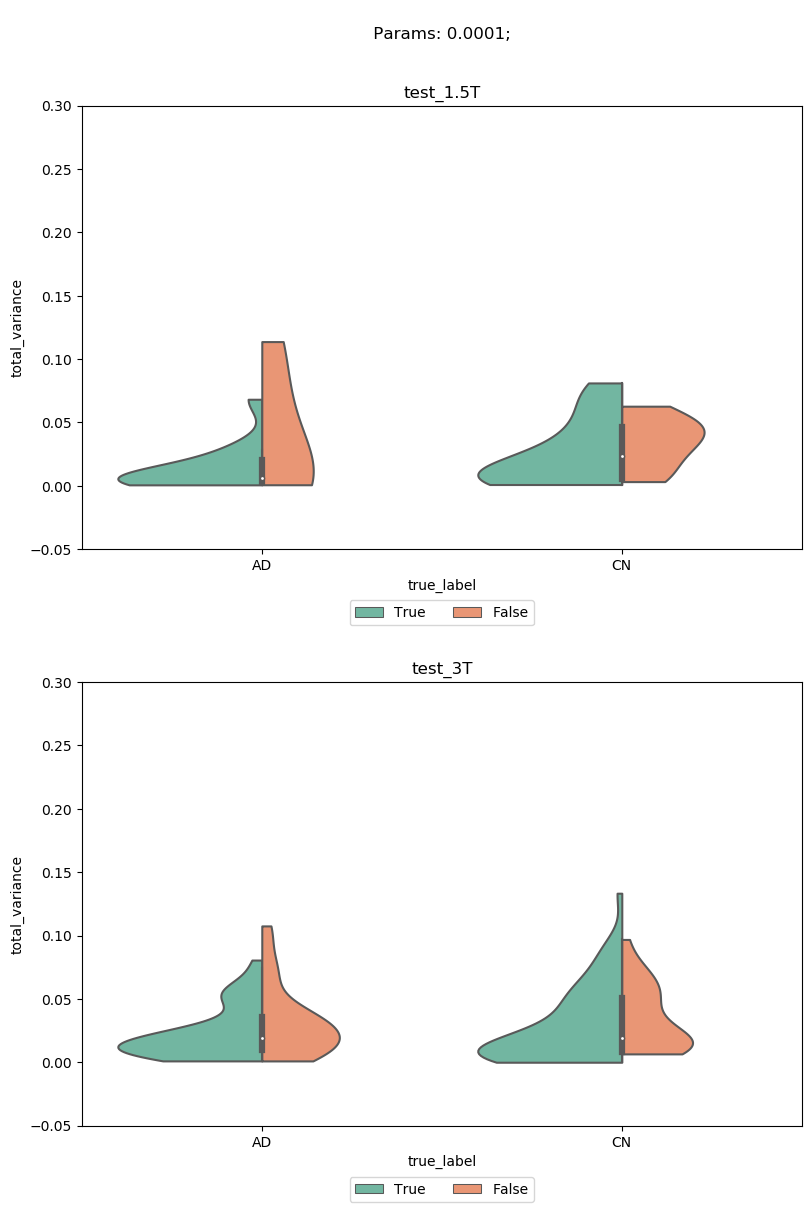 Params: 0.0001;
test_1.5T
0.30
0.25
0.20
0.15
0.10
0.05
0.00
−0.05
total_variance
AD CN
true_label
True False
test_3T
0.30
0.25
0.20
0.15
0.10
0.05
0.00
−0.05
total_variance
AD CN
true_label
True False